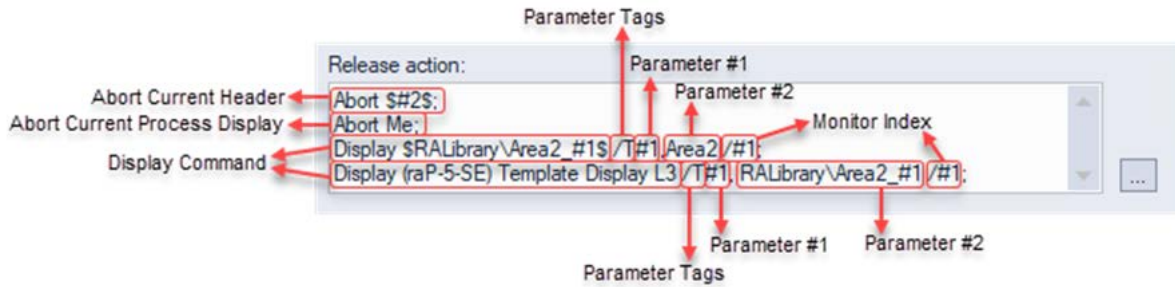 Parameter Tags
Release action:
Parameter #1
Parameter #2
Abort Current Header
Abort $#2$;
Monitor Index
Abort Current Process Display
Abort Me;
Display Command
Display $RALibrary\Area2_#1$ /T#1,Area2 /#1;
Display (raP-5-SE) Template Display L3 /T#1, RALibrary\Area2_#1 /#1;
...
Parameter #1
Parameter #2
Parameter Tags